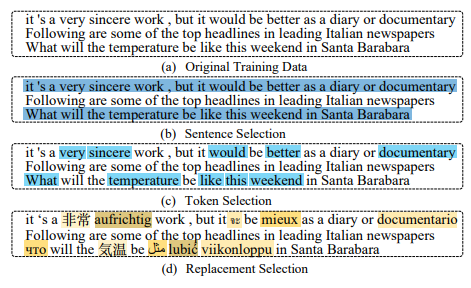 it 's a very sincere work , but it would be better as a diary or documentary
Following are some of the top headlines in leading Italian newspapers
What will the temperature be like this weekend in Santa Barabara
(a) Original Training Data
it 's a very sincere work , but it would be better as a diary or documentary
Following are some of the top headlines in leading Italian newspapers
What will the temperature be like this weekend in Santa Barabara
(b) Sentence Selection
it 's a very sincere work , but it would be better as a diary or documentary
Following are some of the top headlines in leading Italian newspapers
What will the temperature be like this weekend in Santa Barabara
(c) Token Selection
it 's a 非常 aufrichtig work , but it be mieux as a diary or documentario
Following are some of the top headlines in leading Italian newspapers
что will the 気温 be مثل lubić viikonloppu in Santa Barabara
(d) Replacement Selection